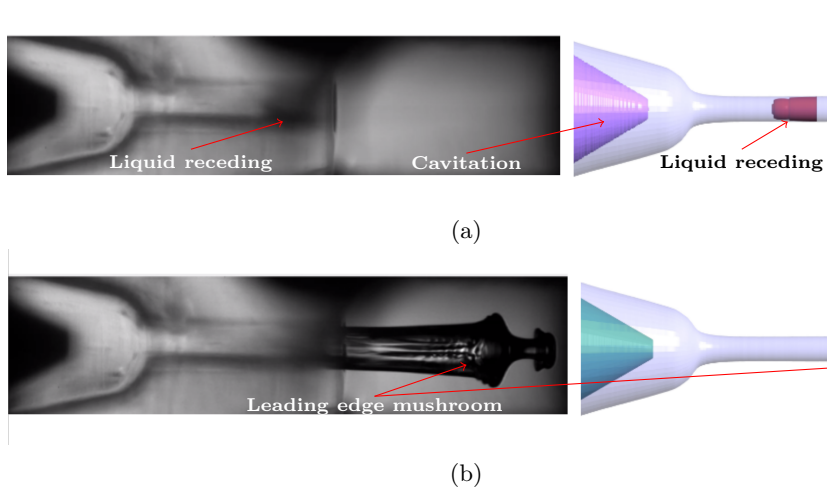 Liquid receding
Cavitation
Liquid receding
(a)
Leading edge mushroom
(b)